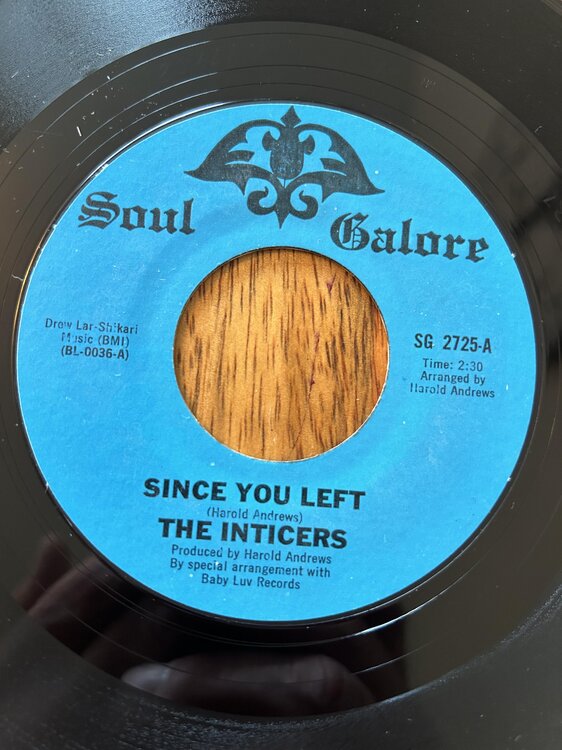 Soul Galore
Drew Lar-Shikari
Music (BMI)
(BL-0036-A)
SG 2725-A
Time: 2:30
Arranged by
Harold Andrews
SINCE YOU LEFT
(Harold Andrews)
THE INTICERS
Produced by Harold Andrews
By special arrangement with
Baby Luv Records